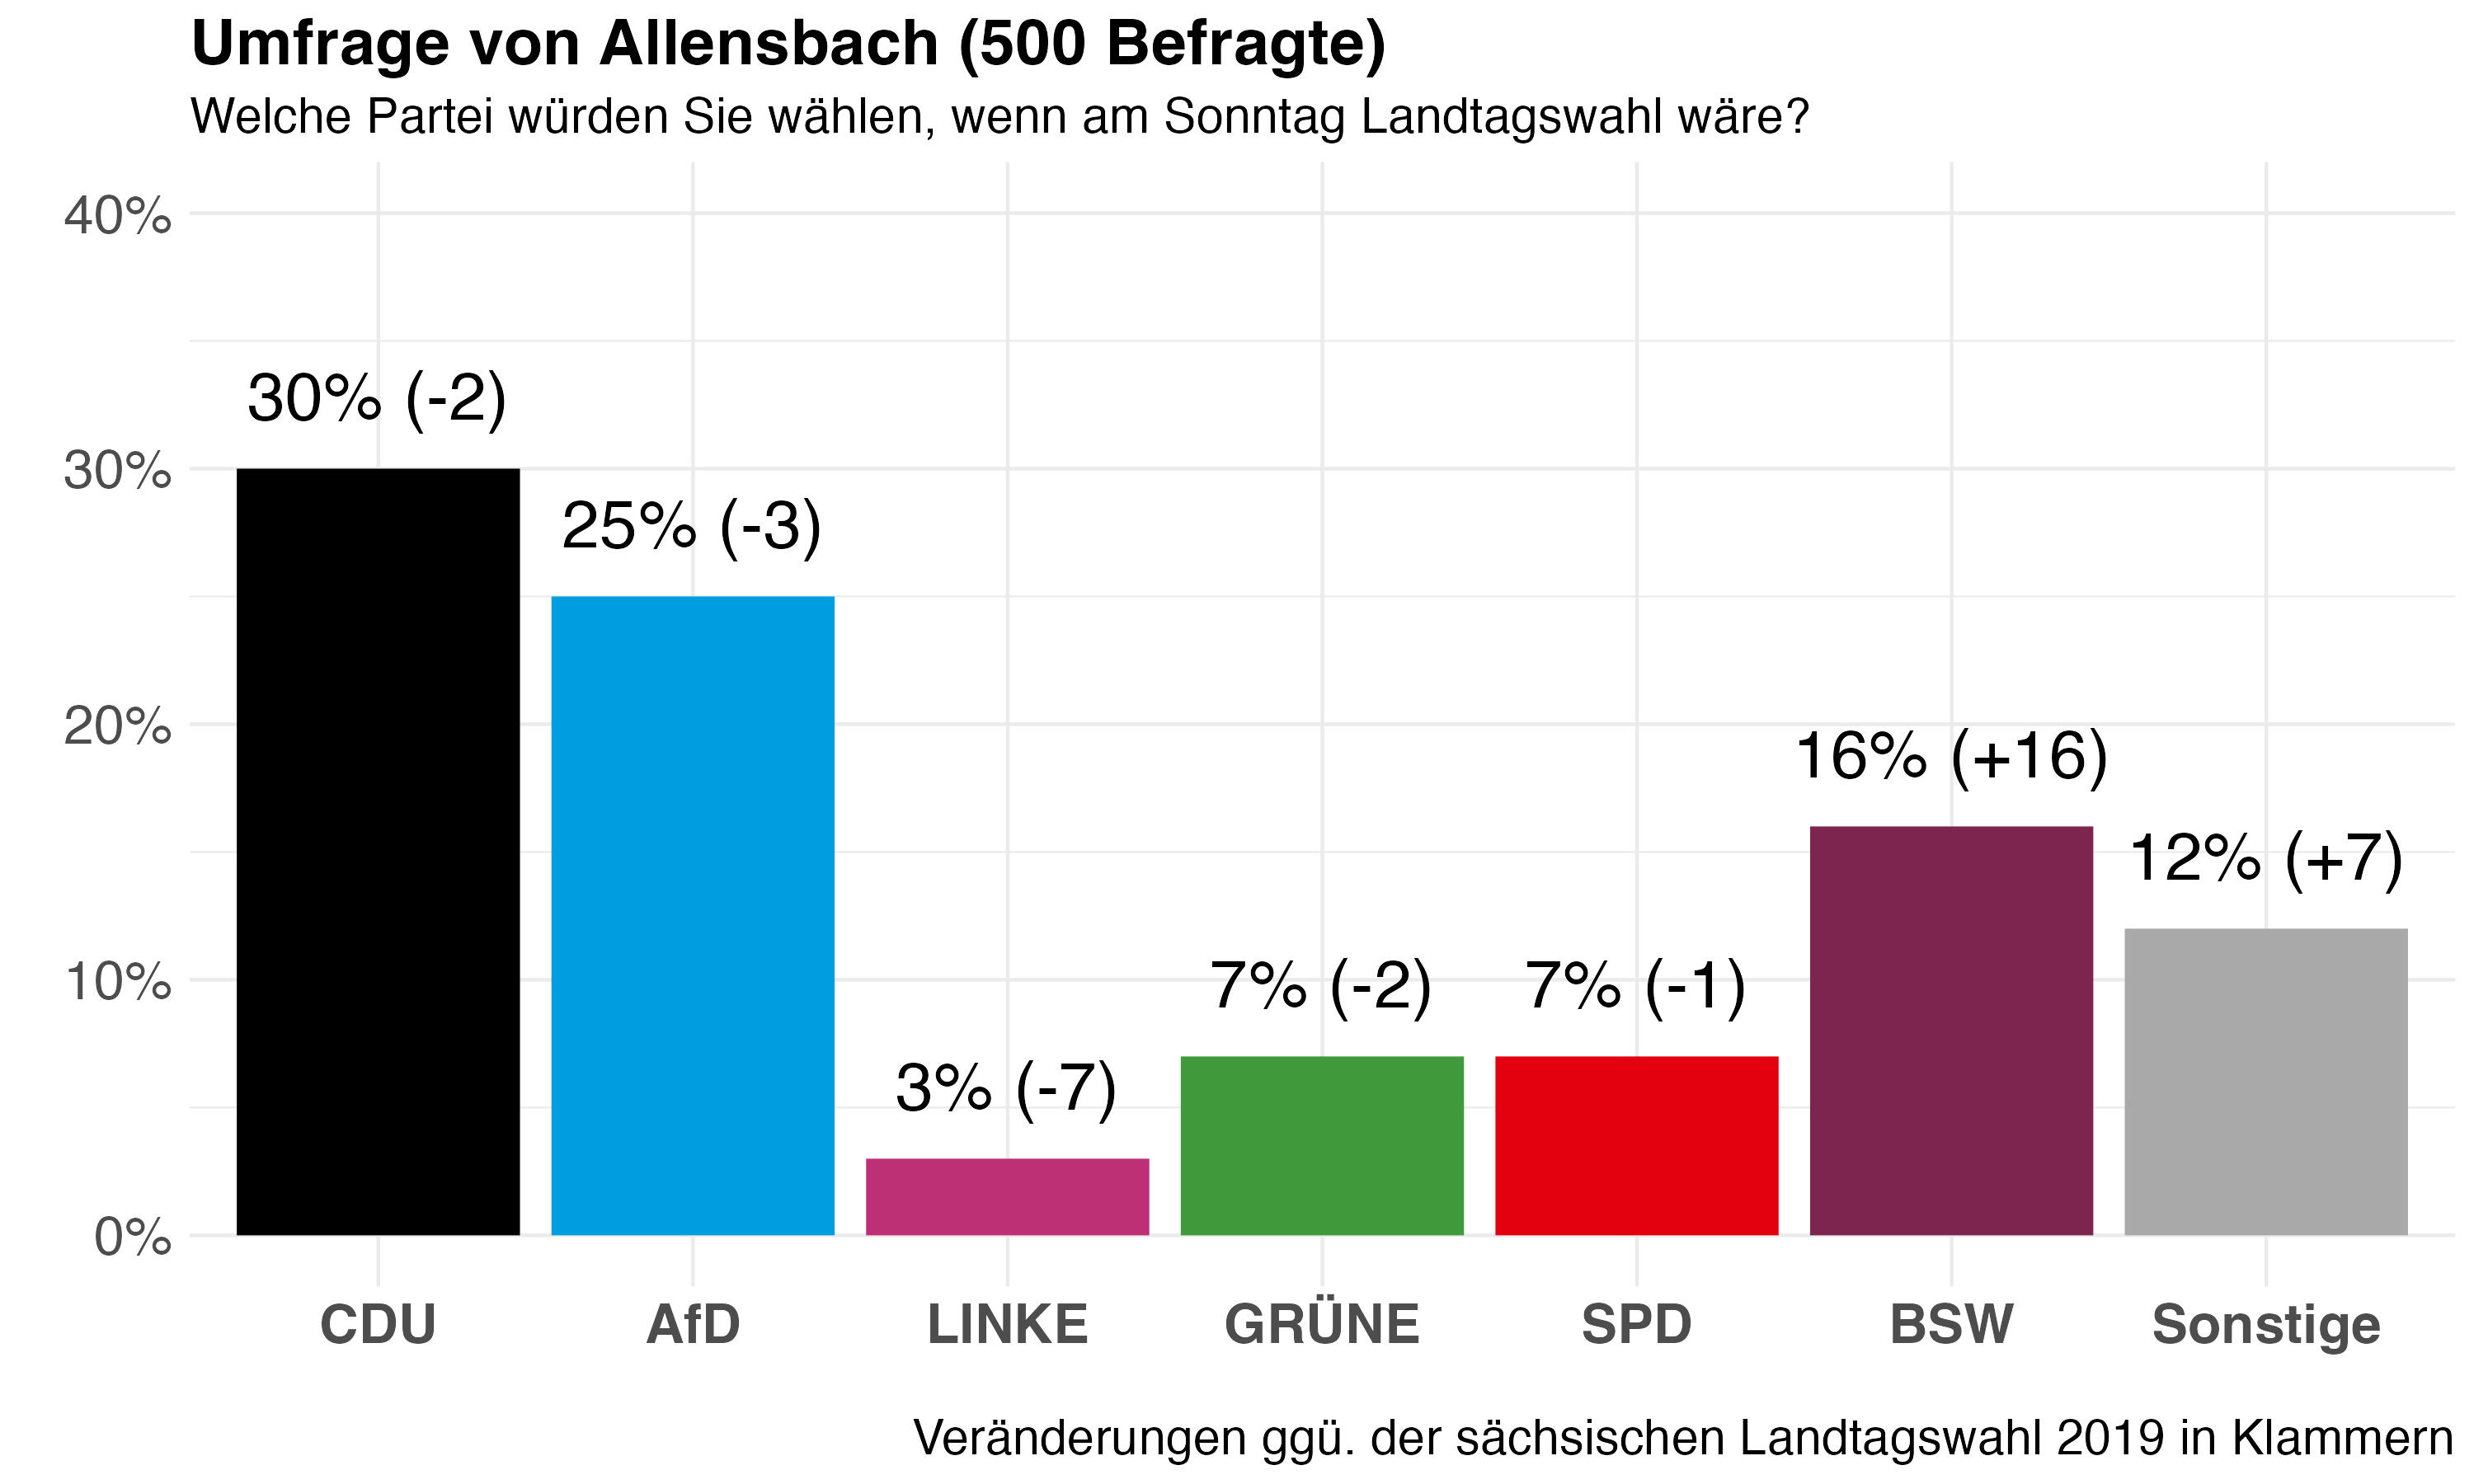 Umfrage von Allensbach (500 Befragte)
Welche Partei würden Sie wählen, wenn am Sonntag Landtagswahl wäre?
40%
30%
20%
10%
0%
30% (-2)
25% (-3)
3% (-7)
7% (-2)
7% (-1)
16% (+16)
12% (+7)
CDU
AfD
LINKE
GRÜNE
SPD
BSW
Sonstige
Veränderungen ggü. der sächsischen Landtagswahl 2019 in Klammern